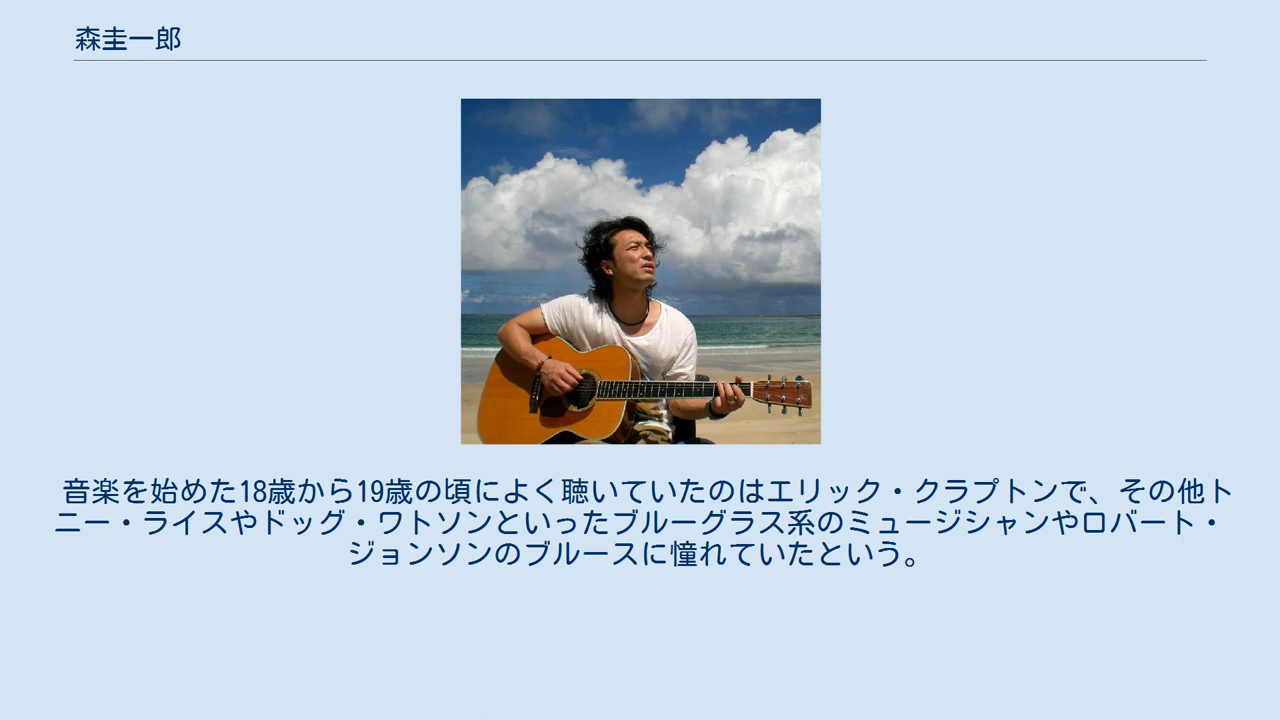 森圭一郎
音楽を始めた18歳から19歳の頃によく聴いていたのはエリック・クラプトンで、その他ト
ニー・ライスやドッグ・ワトソンといったブルーグラス系のミュージシャンやロバート・
ジョンソンのブルースに憧れていたという。